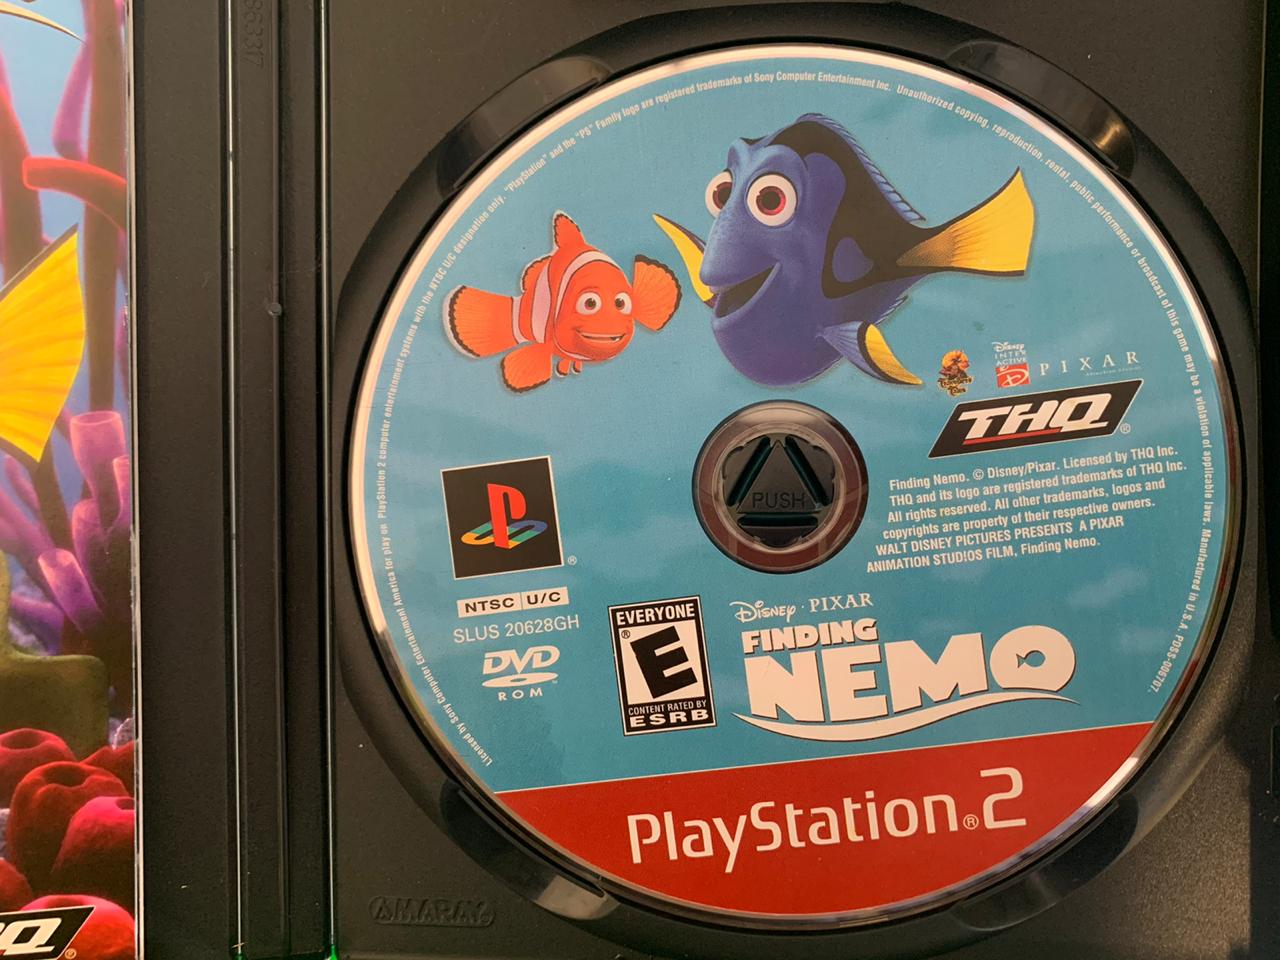 Licensed by Sony Computer Entertainment America for play on PlayStation 2 computer entertainment systems with the NTSC U/C designation only. "PlayStation" and the "PS" Family logo are registered trademarks of Sony Computer Entertainment Inc. Unauthorized copying, reproduction, rental, public performance or broadcast of this game may be a violation of applicable laws. Manufactured in U.S.A. PDSS-006707.
DISNEY
INTER
ACTIVE
PIXAR
THQ®
PUSH
Finding Nemo. © Disney/Pixar. Licensed by THQ Inc.
THQ and its logo are registered trademarks of THQ Inc.
All rights reserved. All other trademarks, logos and
copyrights are property of their respective owners.
WALT DISNEY PICTURES PRESENTS A PIXAR
ANIMATION STUDIOS FILM, Finding Nemo.
®
NTSC U/C
SLUS 20628GH
DVD
ROM
EVERYONE
E
®
CONTENT RATED BY
ESRB
Disney · PIXAR
FINDING
NEMO
PlayStation®2
AMARAY